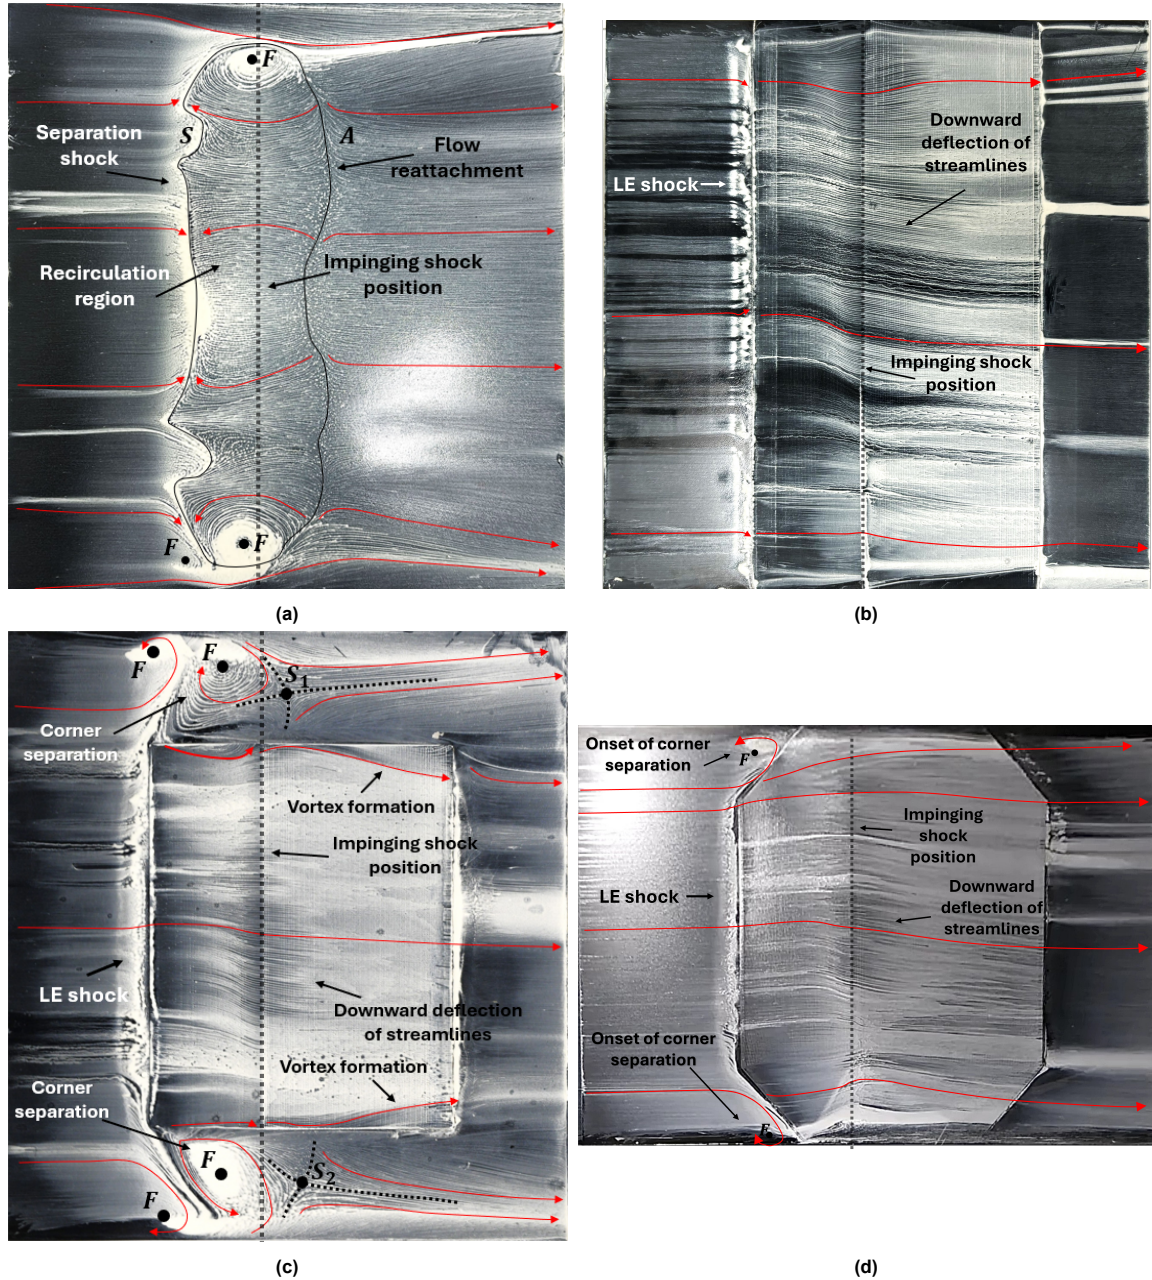 F
Separation
shock
S
A
Flow
reattachment
Recirculation
region
Impinging shock
position
F
F
(a)
Downward
deflection of
streamlines
LE shock
Impinging shock
position
(b)
F
F
S1
Corner
separation
Vortex formation
Impinging shock
position
LE shock
Downward deflection
of streamlines
Vortex formation
Corner
separation
F
S2
F
(c)
Onset of corner
separation
F
Impinging
shock
position
LE shock
Downward
deflection of
streamlines
Onset of corner
separation
F
(d)